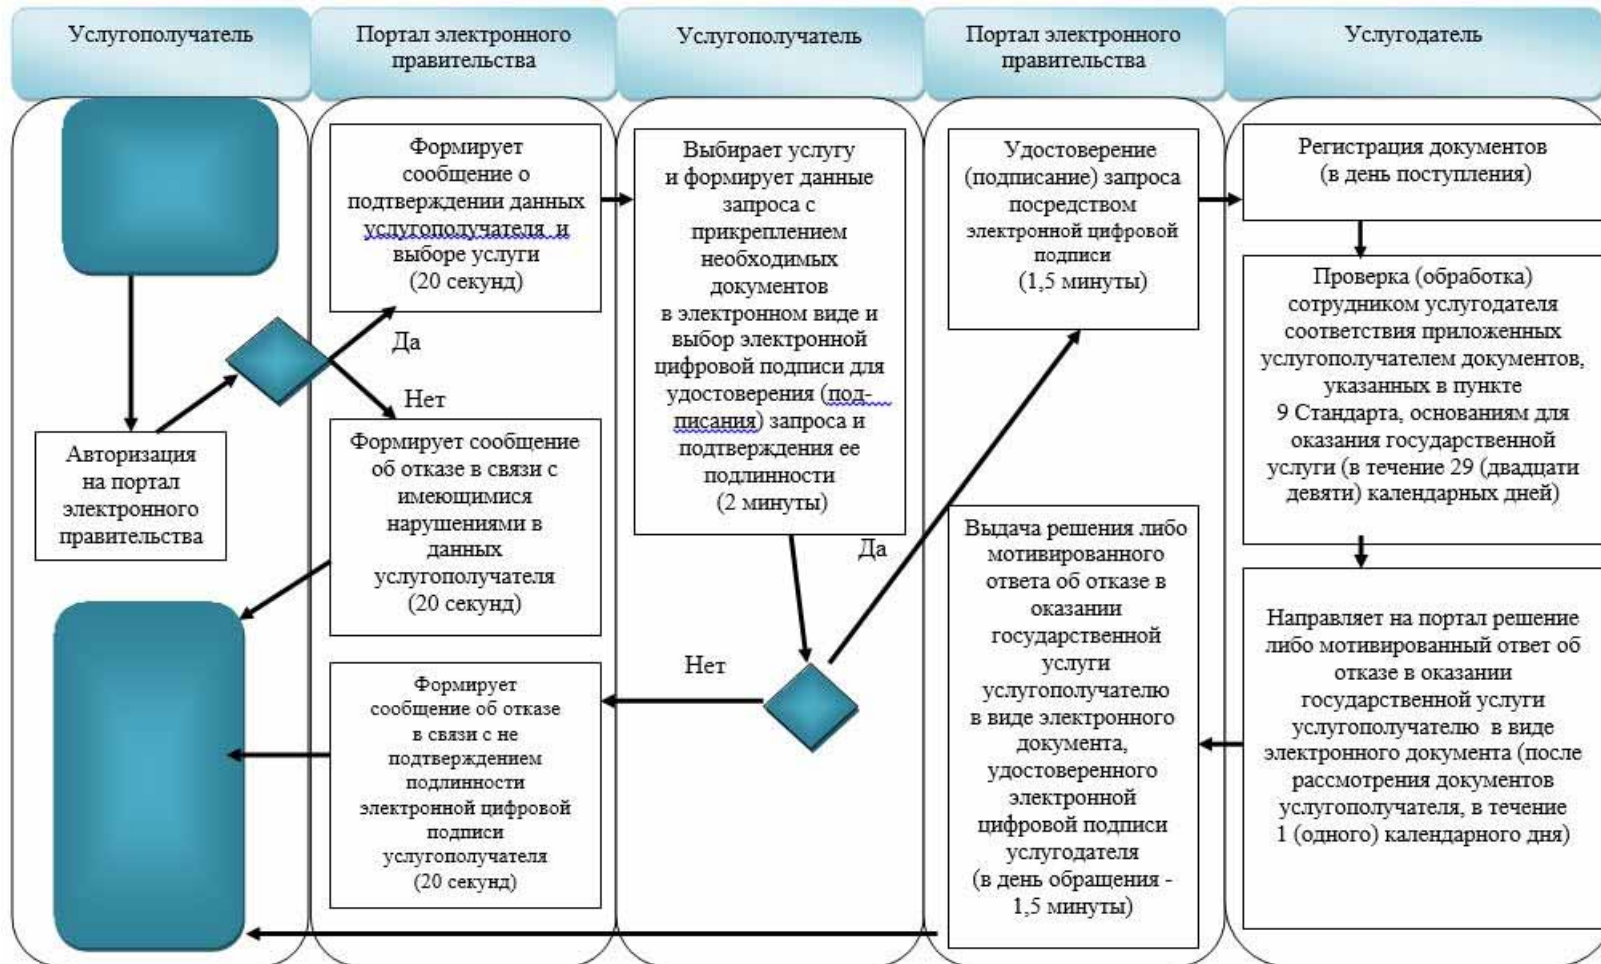 Услугополучатель
Портал электронного
правительства
Услугополучатель
Портал электронного
правительства
Услугодатель
Авторизация
на портал
электронного
правительства
Формирует
сообщение о
подтверждении данных
услугополучателя и
выборе услуги
(20 секунд)
Да
Нет
Формирует сообщение
об отказе в связи с
имеющимися
нарушениями в
данных
услугополучателя
(20 секунд)
Формирует
сообщение об отказе
в связи с не
подтверждением
подлинности
электронной цифровой
подписи
услугополучателя
(20 секунд)
Выбирает услугу
и формирует данные
запроса с
прикреплением
необходимых
документов
в электронном виде и
выбор электронной
цифровой подписи для
удостоверения (под-
писания) запроса и
подтверждения ее
подлинности
(2 минуты)
Да
Нет
Удостоверение
(подписание) запроса
посредством
электронной цифровой
подписи
(1,5 минуты)
Выдача решения либо
мотивированного
ответа об отказе в
оказании
государственной
услуги
услугополучателю
в виде электронного
документа,
удостоверенного
электронной
цифровой подписи
услугодателя
(в день обращения -
1,5 минуты)
Регистрация документов
(в день поступления)
Проверка (обработка)
сотрудником услугодателя
соответствия приложенных
услугополучателем документов,
указанных в пункте
9 Стандарта, основаниям для
оказания государственной
услуги (в течение 29 (двадцати
девяти) календарных дней)
Направляет на портал решение
либо мотивированный ответ об
отказе в оказании
государственной услуги
услугополучателю в виде
электронного документа (после
рассмотрения документов
услугополучателя, в течение
1 (одного) календарного дня)